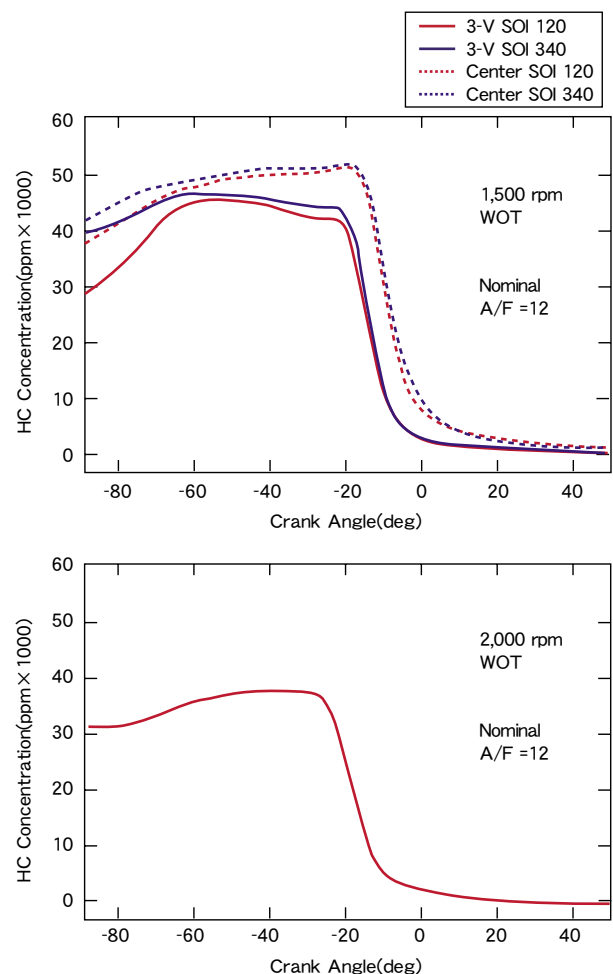 3-V SOI 120
3-V SOI 340
Center SOI 120
Center SOI 340
60
50
40
30
20
10
0
HC Concentration(ppm×1000)
1,500 rpm
WOT
Nominal
A/F =12
-80 -60 -40 -20 0 20 40
Crank Angle(deg)
60
50
40
30
20
10
0
HC Concentration(ppm×1000)
2,000 rpm
WOT
Nominal
A/F =12
-80 -60 -40 -20 0 20 40
Crank Angle(deg)